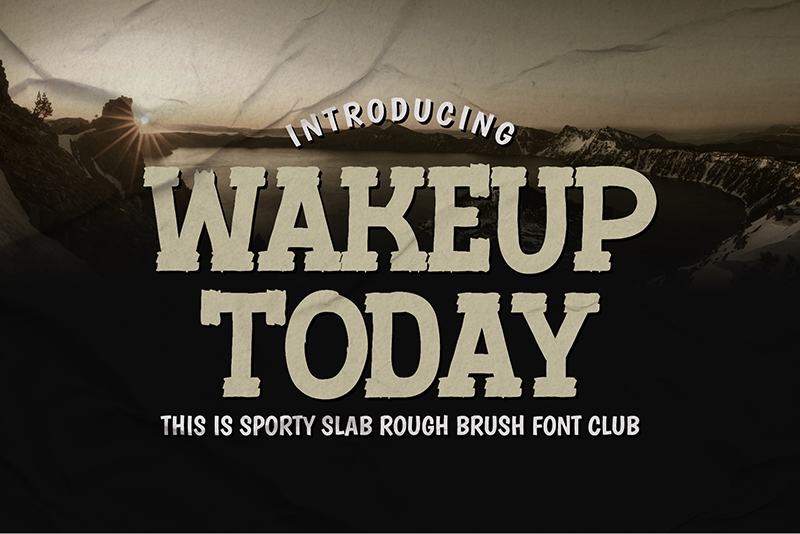 INTRODUCING
WAKEUP
TODAY
THIS IS SPORTY SLAB ROUGH BRUSH FONT CLUB